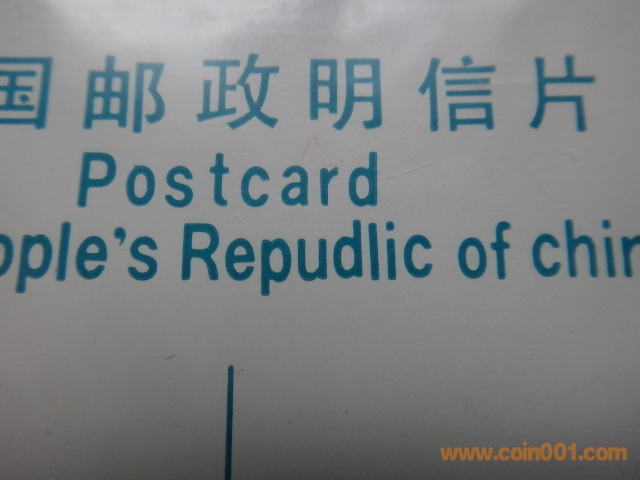 国邮政明信片
Postcard
ople's Repudlic of chin
www.coin001.com